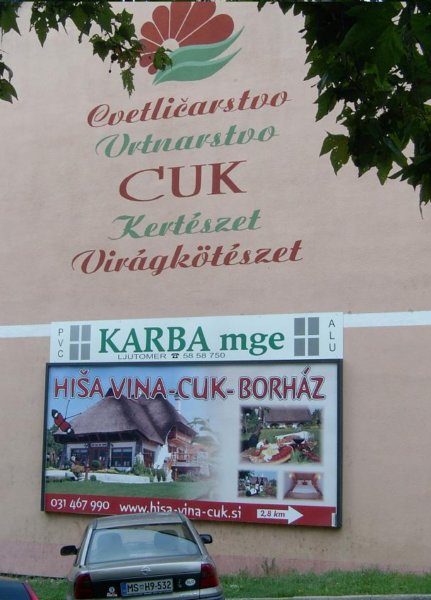 Cvetličarstvo
Vrtnarstvo
CUK
Kertészet
Virágkötészet
PVC
KARBA mge
ALU
LJUTOMER ☎ 58 58 750
HIŠA VINA-CUK-BORHÁZ
031 467 990 www.hisa-vina-cuk.si
2,8 km
MS H9-532